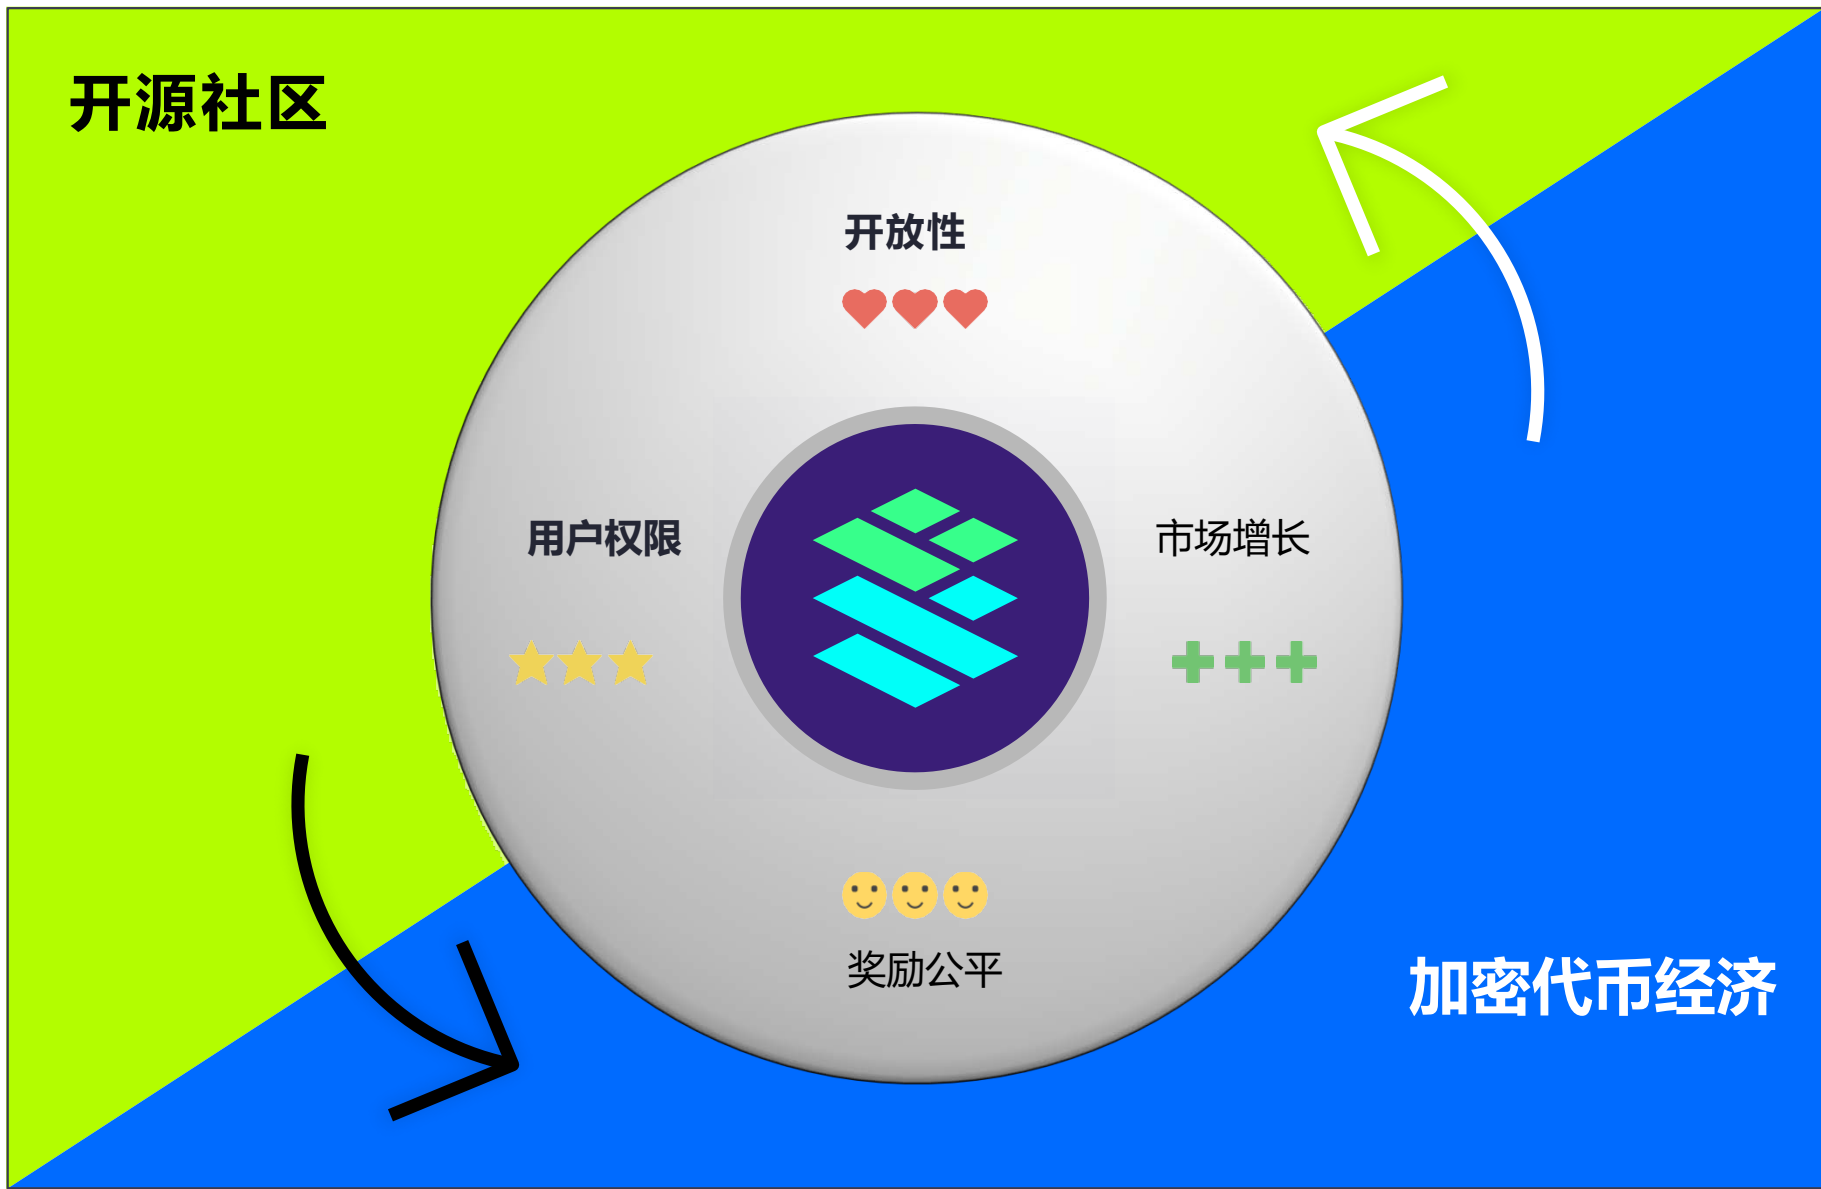 开源社区
开放性
用户权限
市场增长
奖励公平
加密代币经济